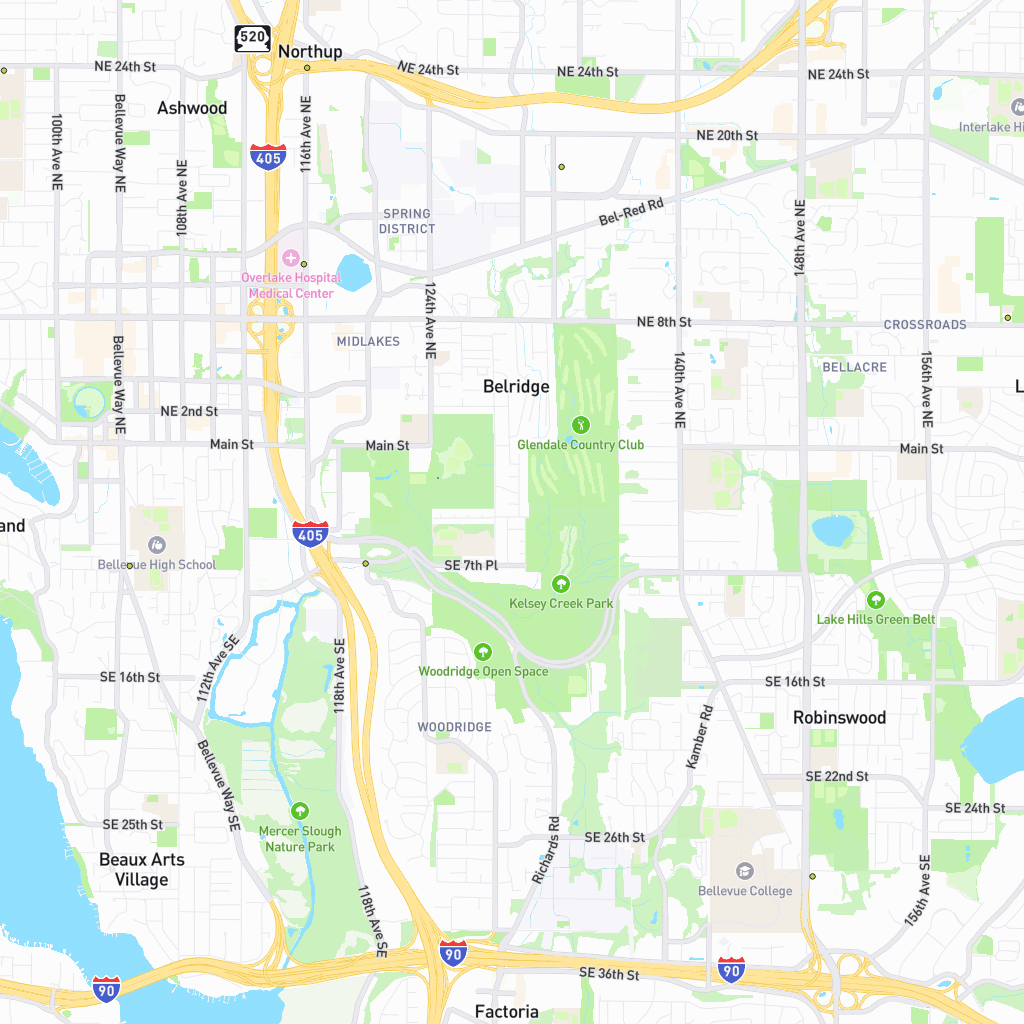 520
Northup
NE 24th St
NE 24th St
NE 24th St
NE 24th St
Ashwood
Interlake Hi
100th Ave NE
Bellevue Way NE
116th Ave NE
NE 20th St
405
108th Ave NE
SPRING
DISTRICT
Bel-Red Rd
148th Ave NE
Overlake Hospital
Medical Center
124th Ave NE
NE 8th St
CROSSROADS
MIDLAKES
Bellevue Way NE
140th Ave NE
BELLACRE
156th Ave NE
Belridge
L
NE 2nd St
Main St
Main St
Glendale Country Club
Main St
and
405
Bellevue High School
SE 7th Pl
Kelsey Creek Park
Lake Hills Green Belt
112th Ave SE
118th Ave SE
Woodridge Open Space
SE 16th St
SE 16th St
WOODRIDGE
Kamber Rd
Robinswood
Bellevue Way SE
SE 22nd St
SE 24th St
SE 25th St
Mercer Slough
Nature Park
Richards Rd
SE 26th St
Beaux Arts
Village
Bellevue College
156th Ave SE
118th Ave SE
90
90
90
SE 36th St
Factoria